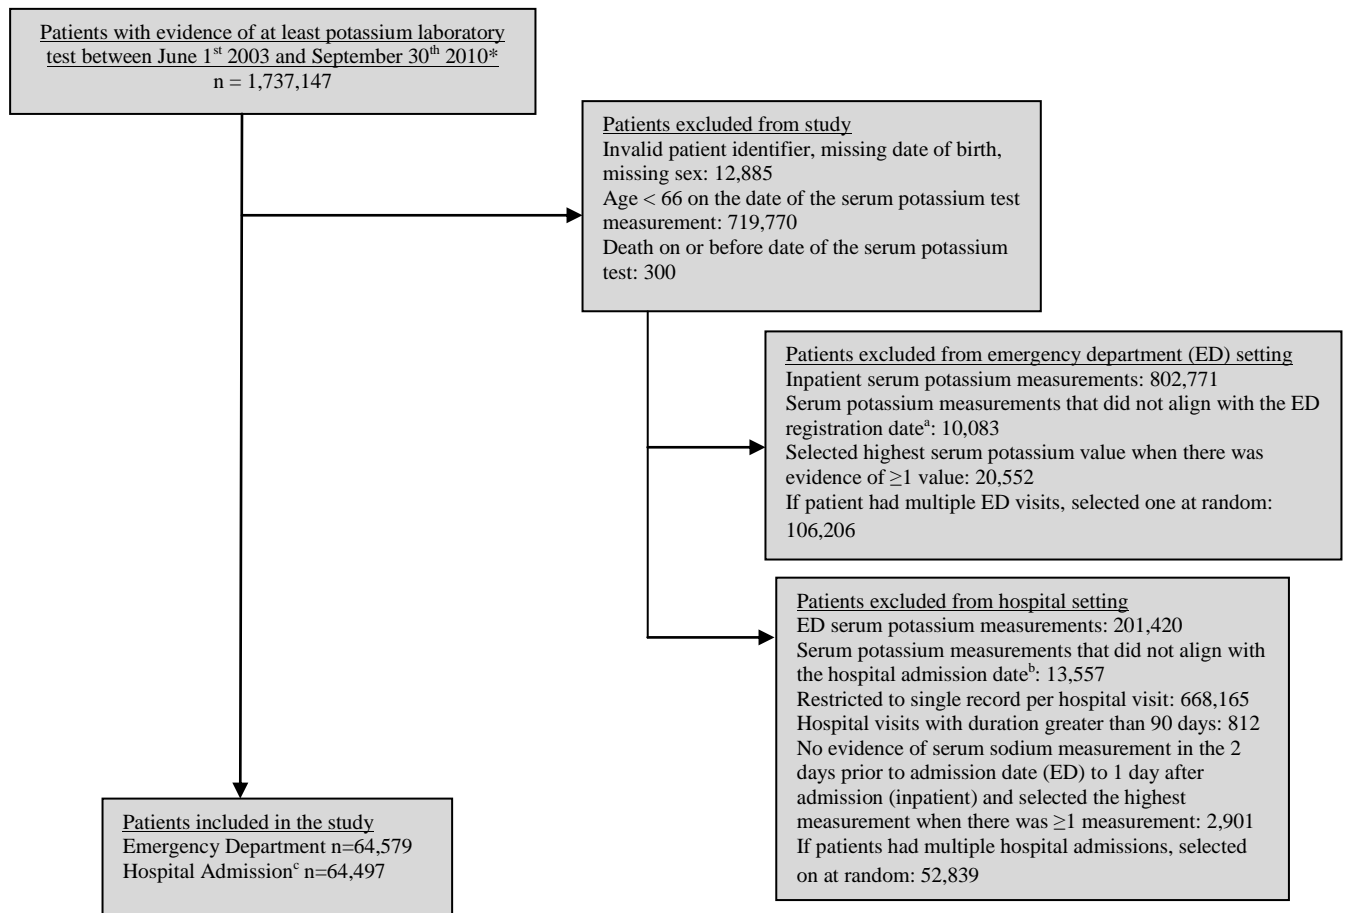 Patients with evidence of at least potassium laboratory
test between June 1st 2003 and September 30th 2010*
n = 1,737,147
Patients excluded from study
Invalid patient identifier, missing date of birth,
missing sex: 12,885
Age < 66 on the date of the serum potassium test
measurement: 719,770
Death on or before date of the serum potassium
test: 300
Patients excluded from emergency department (ED) setting
Inpatient serum potassium measurements: 802,771
Serum potassium measurements that did not align with the ED
registration dateᵃ: 10,083
Selected highest serum potassium value when there was
evidence of ≥1 value: 20,552
If patient had multiple ED visits, selected one at random:
106,206
Patients excluded from hospital setting
ED serum potassium measurements: 201,420
Serum potassium measurements that did not align with
the hospital admission dateᵇ: 13,557
Restricted to single record per hospital visit: 668,165
Hospital visits with duration greater than 90 days: 812
No evidence of serum sodium measurement in the 2
days prior to admission date (ED) to 1 day after
admission (inpatient) and selected the highest
measurement when there was ≥1 measurement: 2,901
If patients had multiple hospital admissions, selected
on at random: 52,839
Patients included in the study
Emergency Department n=64,579
Hospital Admissionᶜ n=64,497